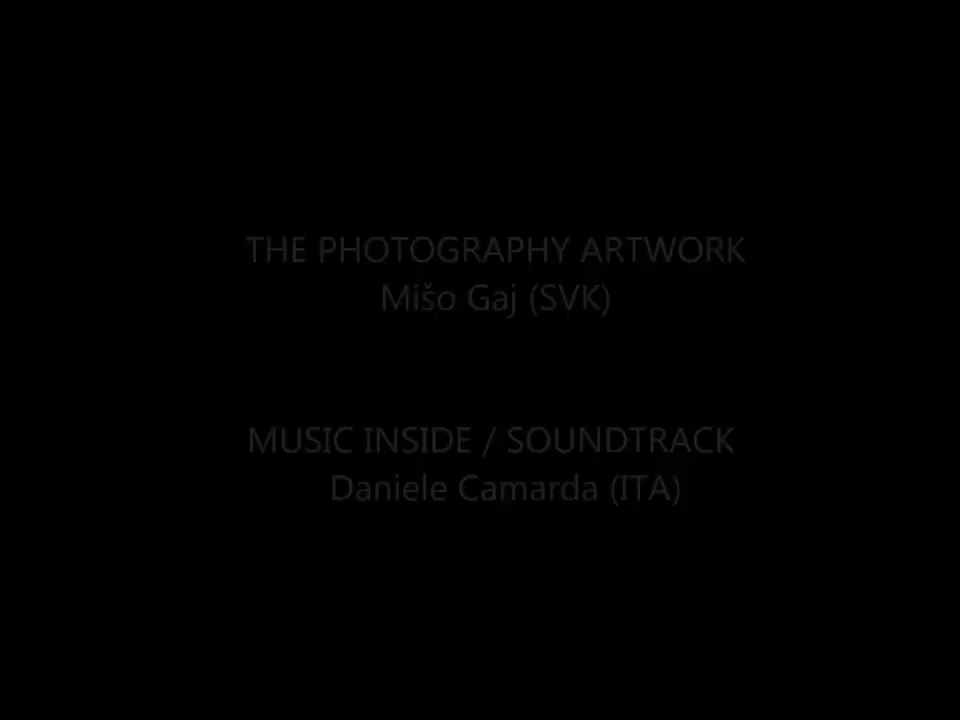 THE PHOTOGRAPHY ARTWORK
Mišo Gaj (SVK)
MUSIC INSIDE / SOUNDTRACK
Daniele Camarda (ITA)